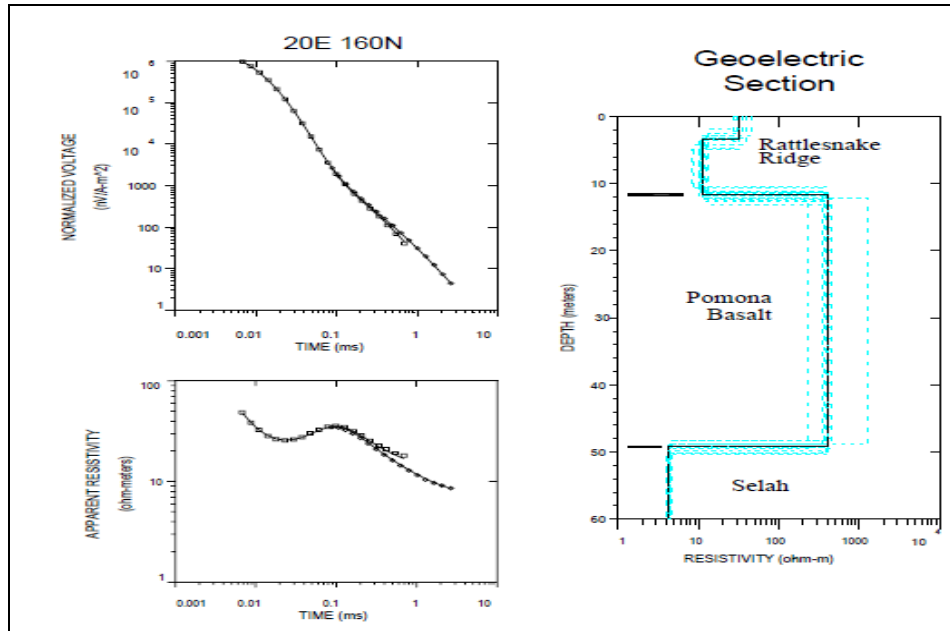 20E 160N
10 6
10 5
10 4
1000
100
10
1
NORMALIZED VOLTAGE
(nV/A-m^2)
0.001 0.01 0.1 1 10
TIME (ms)
100
10
1
APPARENT RESISTIVITY
(ohm-meters)
0.001 0.01 0.1 1 10
TIME (ms)
Geoelectric
Section
0
10
20
30
40
50
60
DEPTH (meters)
Rattlesnake
Ridge
Pomona
Basalt
Selah
1 10 100 1000 10
RESISTIVITY (ohm-m)